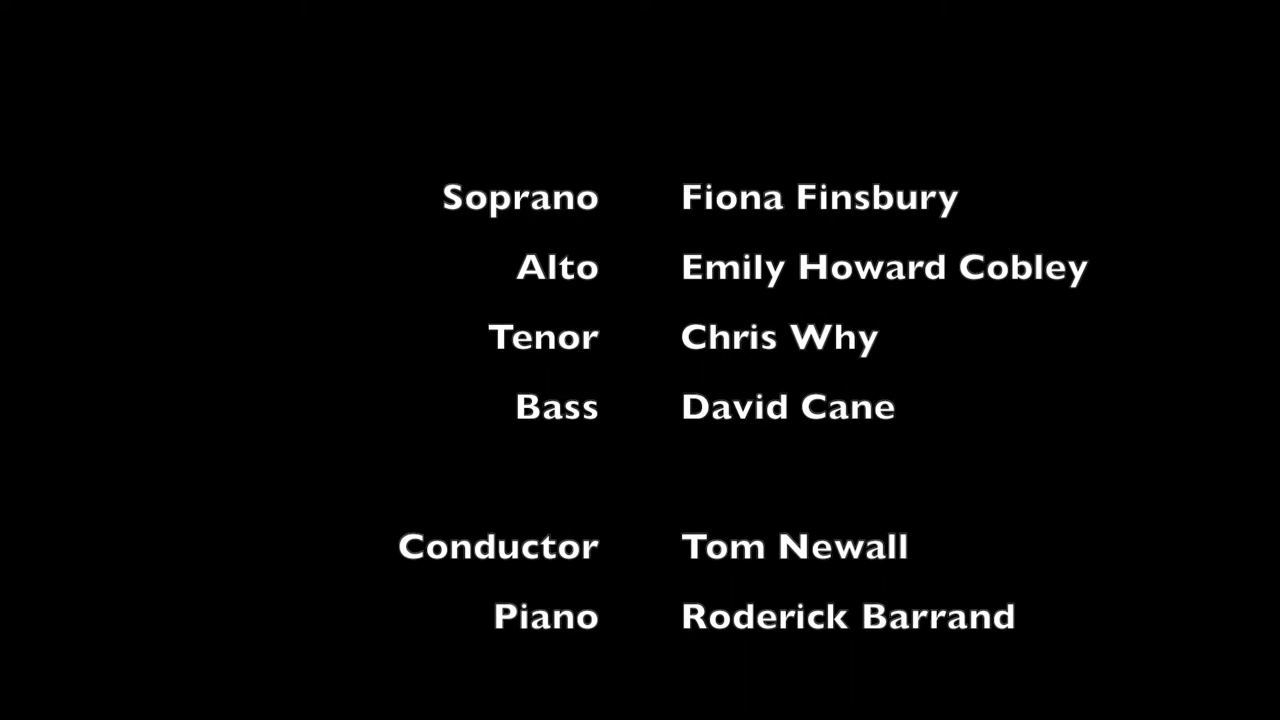 Soprano Fiona Finsbury
Alto Emily Howard Cobley
Tenor Chris Why
Bass David Cane
Conductor Tom Newall
Piano Roderick Barrand